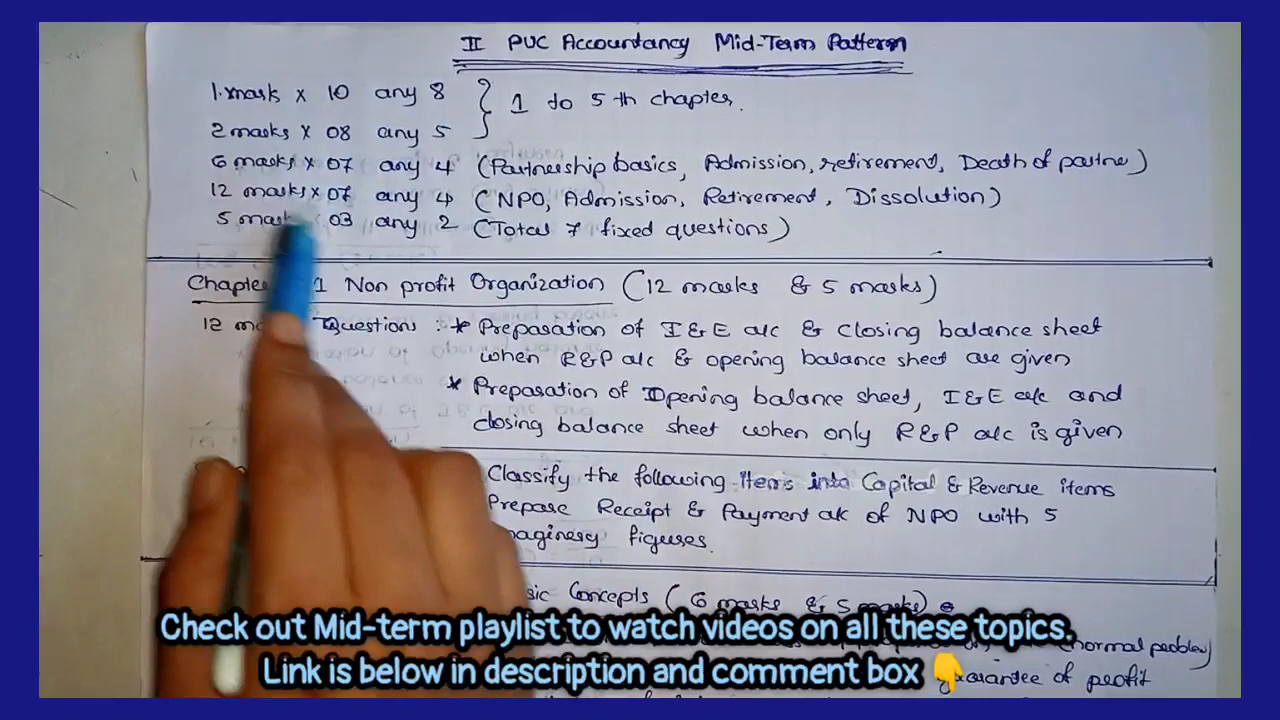 II PUC Accountancy Mid-Term Pattern
1 mark x 10 any 8 } 1 to 5 th chapter.
2 marks x 08 any 5
6 marks x 07 any 4 (Partnership basics, Admission, retirement, Death of partne)
12 marks x 07 any 4 (NPO, Admission, Retirement, Dissolution)
5 mark 03 any 2 (Total 7 fixed questions)
Chapte 1 Non profit Organization (12 marks & 5 marks)
12 Questions : * Preparation of I&E a/c & closing balance sheet
when R&P a/c & opening balance sheet are given
* Preparation of Opening balance sheet, I&E a/c and
closing balance sheet when only R&P a/c is given
Classify the following items into Capital & Revenue items
Prepare Receipt & Payment a/c of NPO with 5
figures.
Concepts (6 marks & 5 marks)
Check out Mid-term playlist to watch videos on all these topics.
(normal problem)
Link is below in description and comment box 👇
guarantee of profit